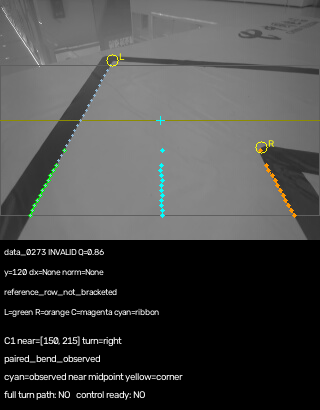 L
R
data_0273 INVALID Q=0.86
y=120 dx=None norm=None
reference_row_not_bracketed
L=green R=orange C=magenta cyan=ribbon
C1 near=[150, 215] turn=right
paired_bend_observed
cyan=observed near midpoint yellow=corner
full turn path: NO control ready: NO